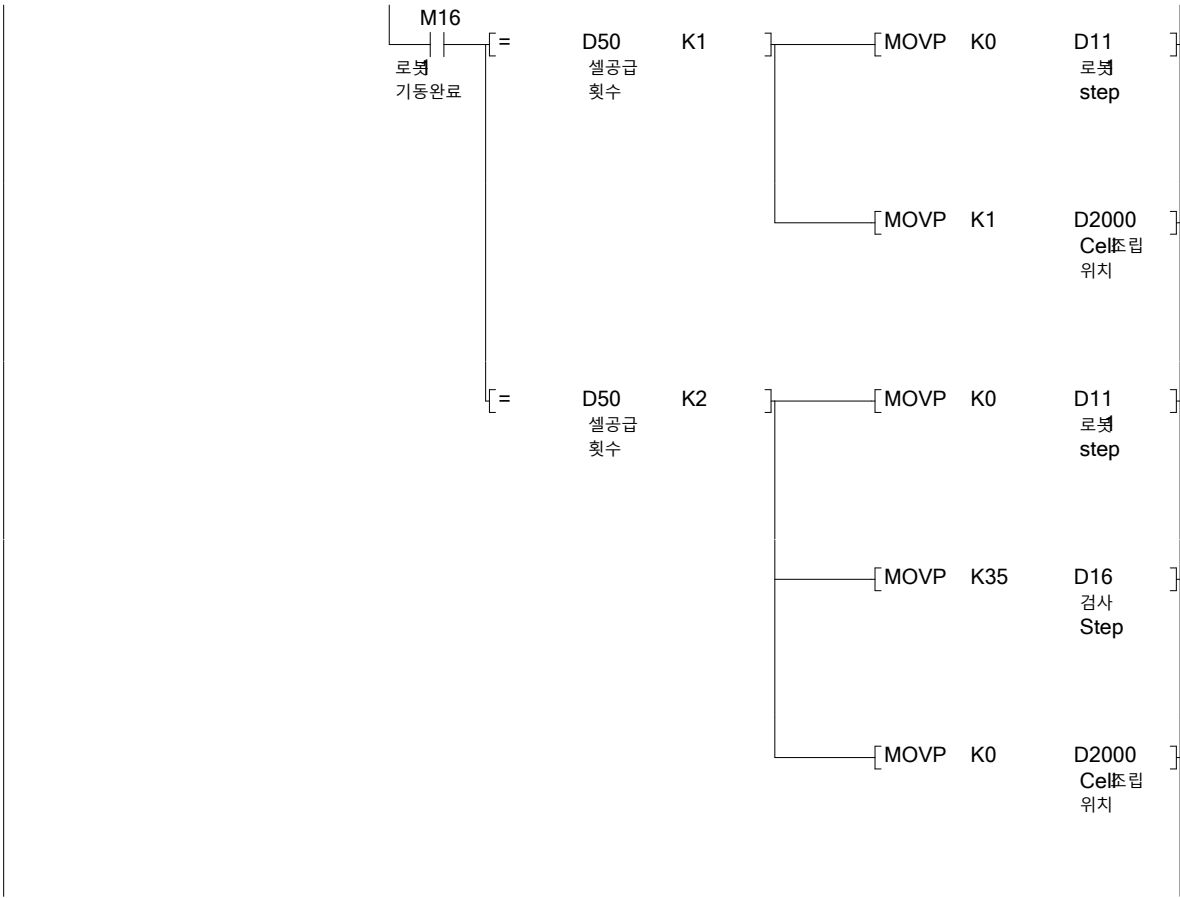 M16
[= D50 K1 ] [MOVP K0 D11 ]
로봇1 셀공급 로봇1
기동완료 횟수 step
[MOVP K1 D2000 ]
Cell조립
위치
[= D50 K2 ] [MOVP K0 D11 ]
셀공급 로봇1
횟수 step
[MOVP K35 D16 ]
검사
Step
[MOVP K0 D2000 ]
Cell조립
위치